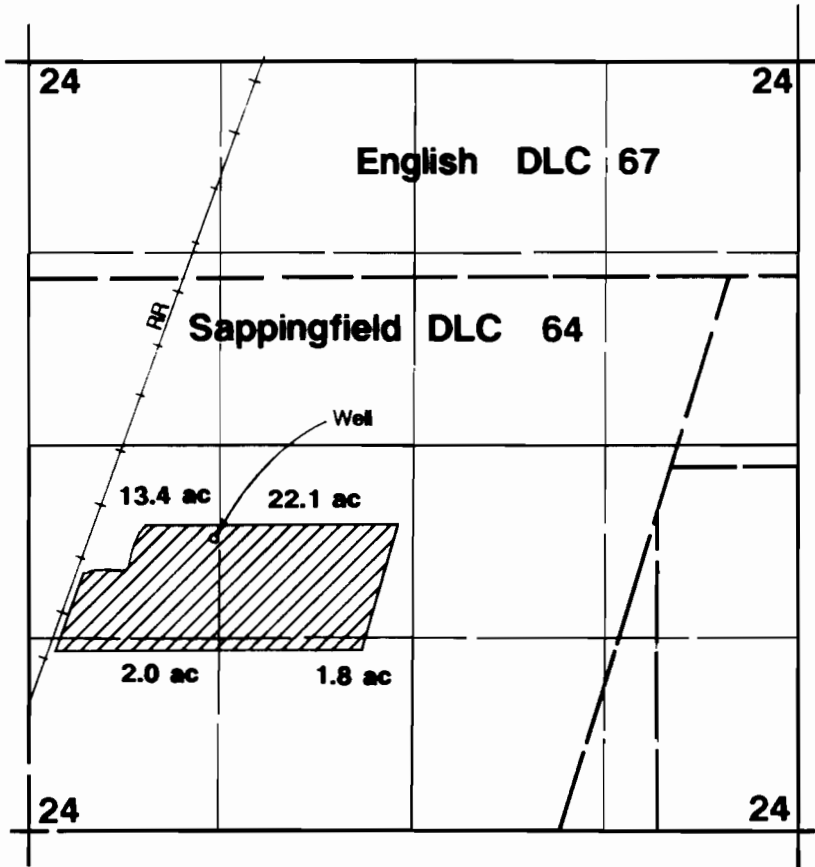 24 24
English DLC 67
RR
Sappingfield DLC 64
Well
13.4 ac 22.1 ac
2.0 ac 1.8 ac
24 24